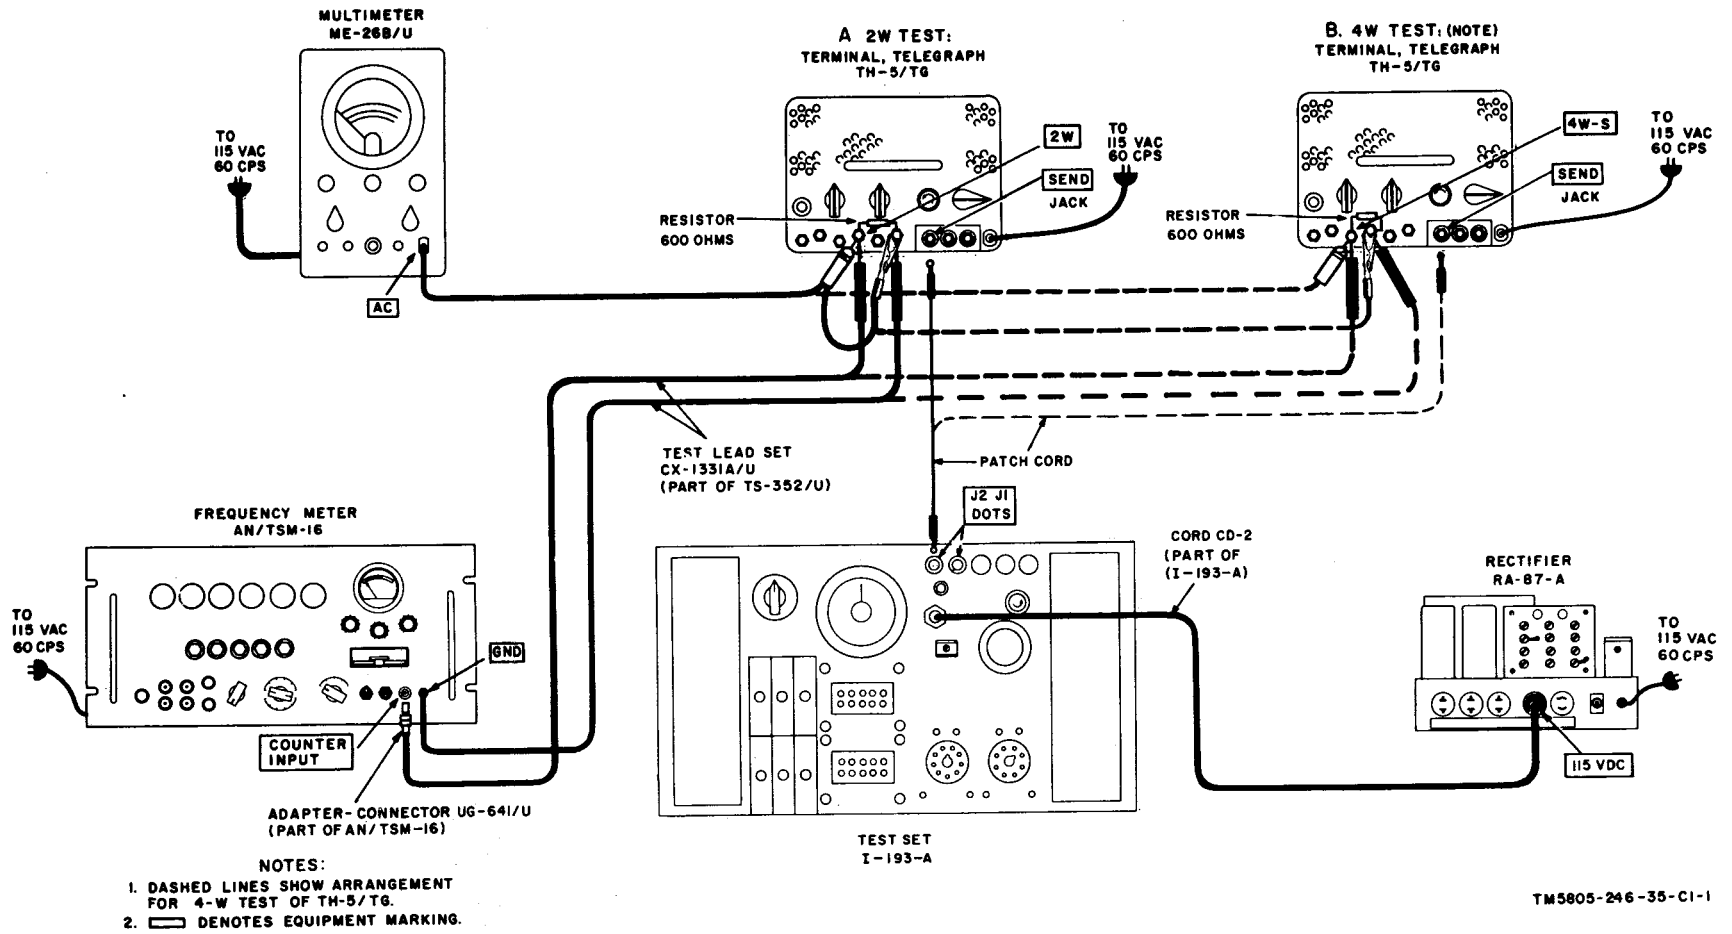 MULTIMETER
ME-26B/U
A 2W TEST:
TERMINAL, TELEGRAPH
TH-5/TG
B. 4W TEST: (NOTE)
TERMINAL, TELEGRAPH
TH-5/TG
TO
115 VAC
60 CPS
2W
TO
115 VAC
60 CPS
4W-S
TO
115 VAC
60 CPS
SEND
JACK
SEND
JACK
RESISTOR
600 OHMS
RESISTOR
600 OHMS
AC
TEST LEAD SET
CX-1331A/U
(PART OF TS-352/U)
PATCH CORD
J2 J1
DOTS
FREQUENCY METER
AN/TSM-16
CORD CD-2
(PART OF
(I-193-A)
RECTIFIER
RA-87-A
TO
115 VAC
60 CPS
GND
TO
115 VAC
60 CPS
COUNTER
INPUT
115 VDC
ADAPTER-CONNECTOR UG-641/U
(PART OF AN/TSM-16)
TEST SET
I-193-A
NOTES:
1. DASHED LINES SHOW ARRANGEMENT
FOR 4-W TEST OF TH-5/TG.
2. DENOTES EQUIPMENT MARKING.
TM5805-246-35-C1-1